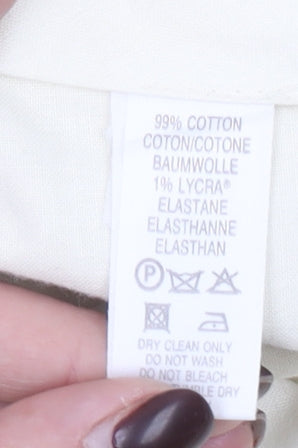 99% COTTON
COTON/COTONE
BAUMWOLLE
1% LYCRA®
ELASTANE
ELASTHANNE
ELASTHAN
P
DRY CLEAN ONLY
DO NOT WASH
DO NOT BLEACH
DRY